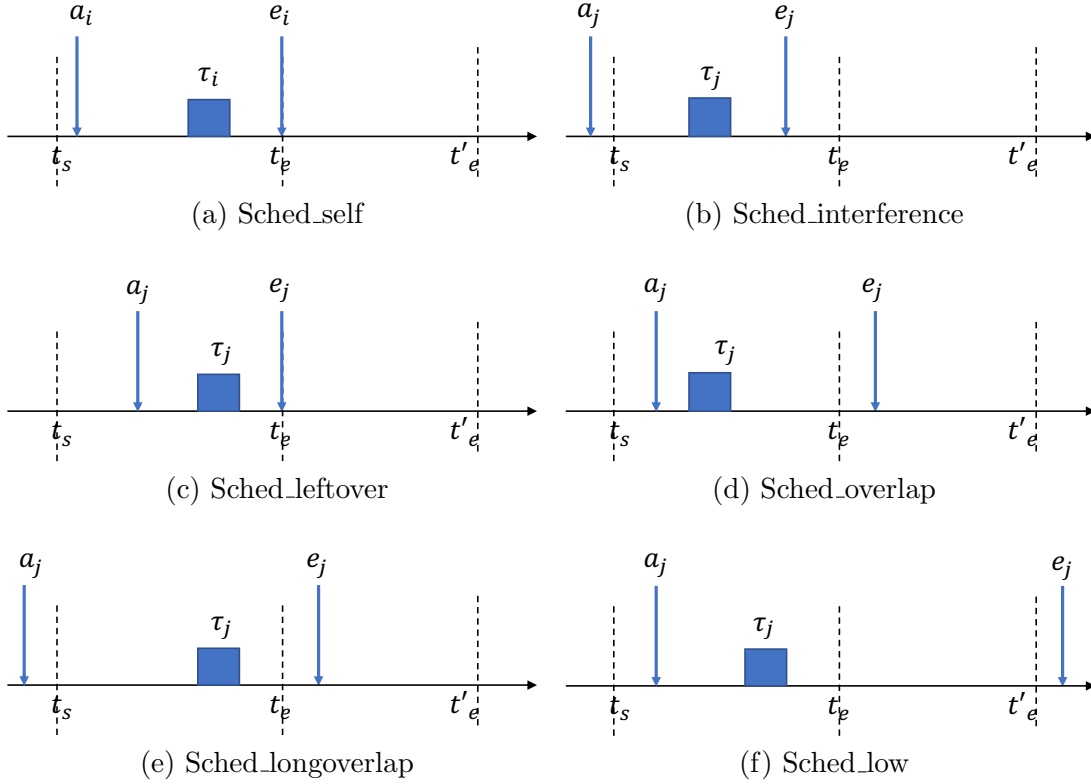 a_i e_i
τ_i
t_s t_e t'_e
(a) Sched_self
a_j e_j
τ_j
t_s t_e t'_e
(b) Sched_interference
a_j e_j
τ_j
t_s t_e t'_e
(c) Sched_leftover
a_j e_j
τ_j
t_s t_e t'_e
(d) Sched_overlap
a_j e_j
τ_j
t_s t_e t'_e
(e) Sched_longoverlap
a_j e_j
τ_j
t_s t_e t'_e
(f) Sched_low